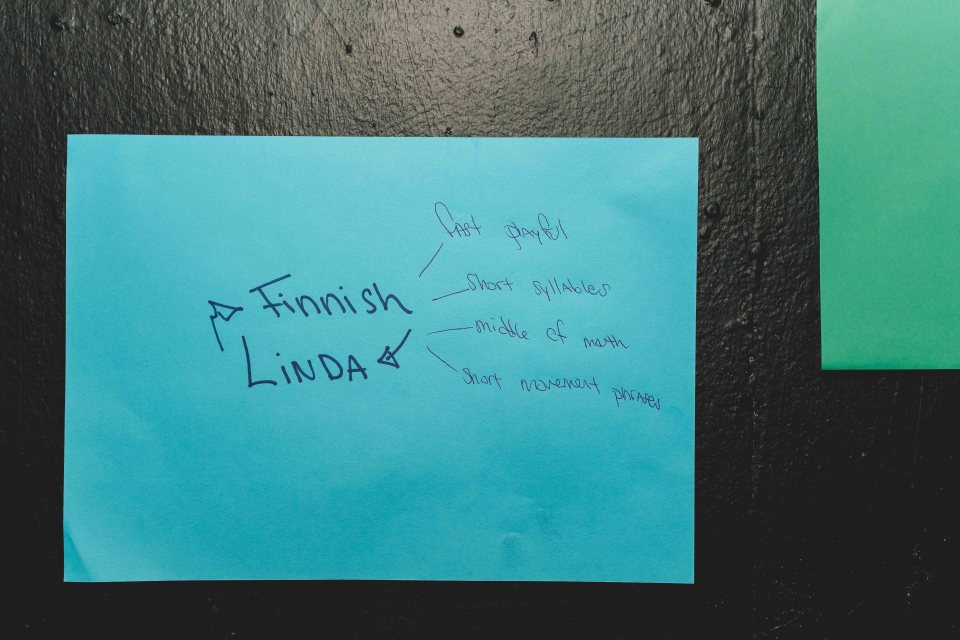 Finnish
LINDA
fast playful
short syllables
middle of mouth
short movement phrases